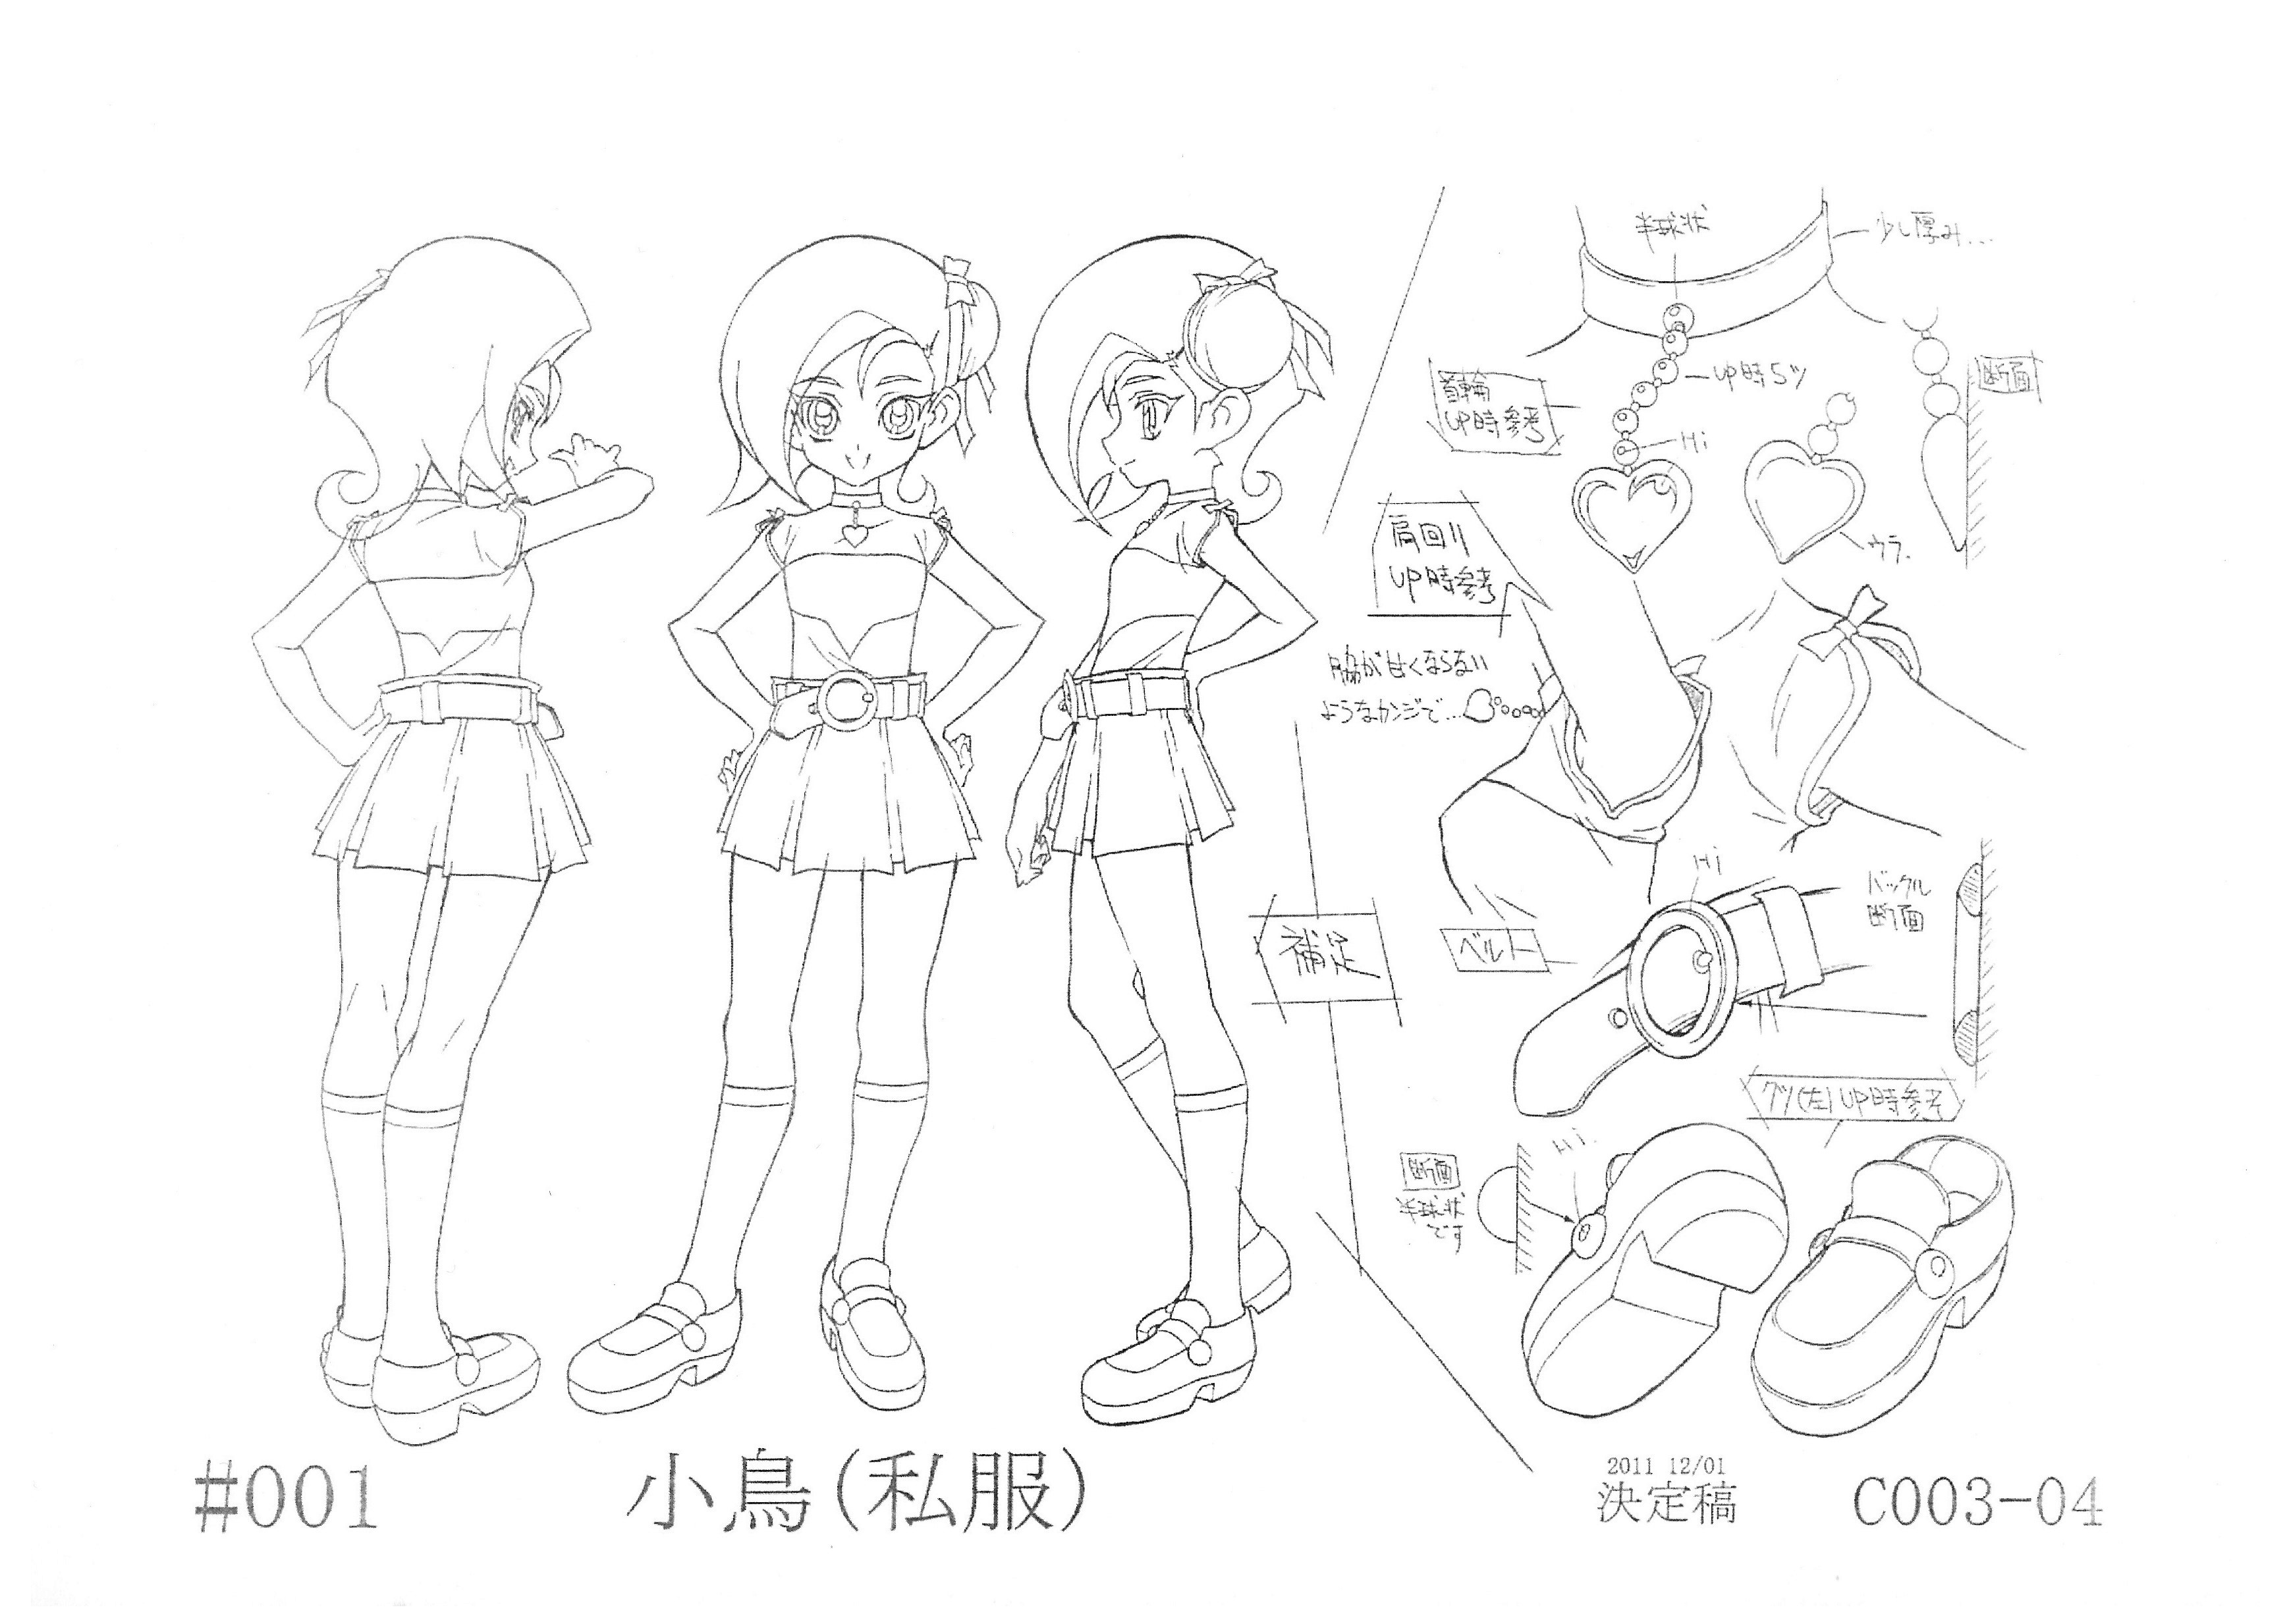 半球状
少し厚み…
首輪
UP時参考
UP時5ツ
断面
Hi
ウラ.
肩回り
UP時参考
脇が甘くならない
ようなカンジで…
Hi
バックル
断面
補足
ベルト
クツ(左)UP時参考
Hi.
断面
半球状
です
#001
小鳥(私服)
2011 12/01
決定稿
C003-04